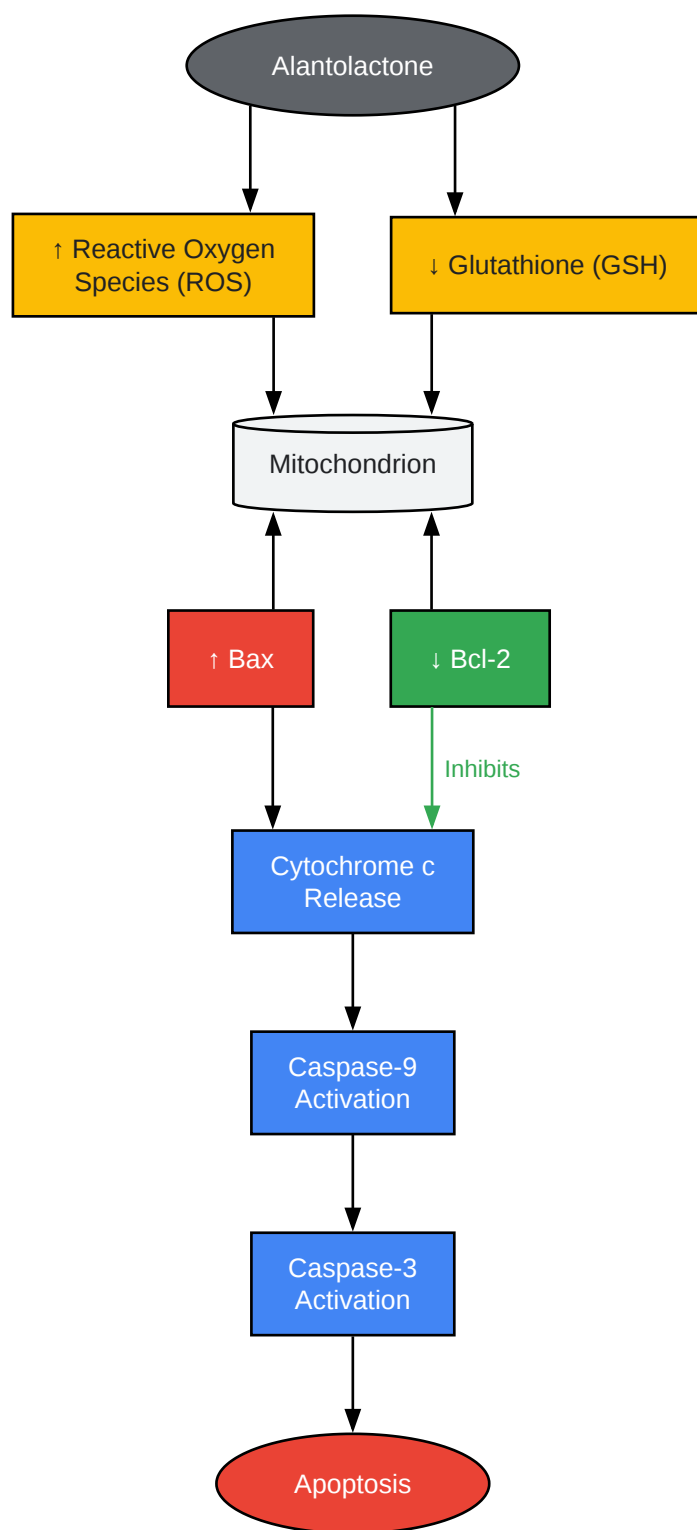 Alantolactone
↑ Reactive Oxygen
Species (ROS)
↓ Glutathione (GSH)
Mitochondrion
↑ Bax
↓ Bcl-2
Inhibits
Cytochrome c
Release
Caspase-9
Activation
Caspase-3
Activation
Apoptosis